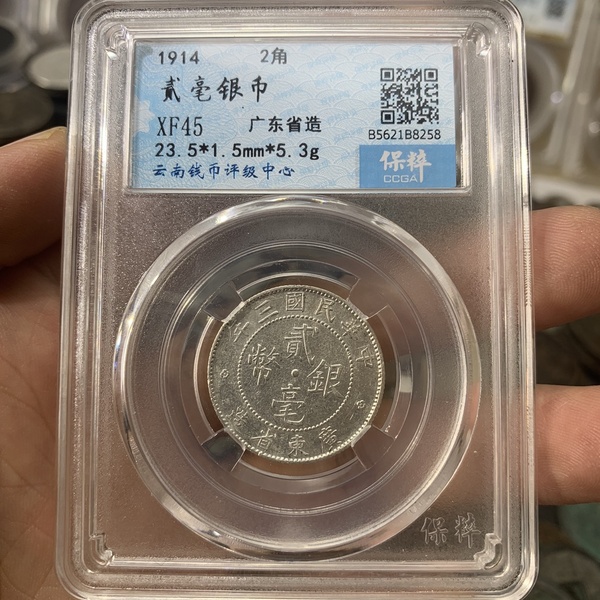 1914 2角
贰毫银币
XF45 广东省造
23.5*1.5mm*5.3g
云南钱币评级中心
B5621B8258
保粹
CCGA
中華民國三年
貳毫銀幣
廣東省造
保粹